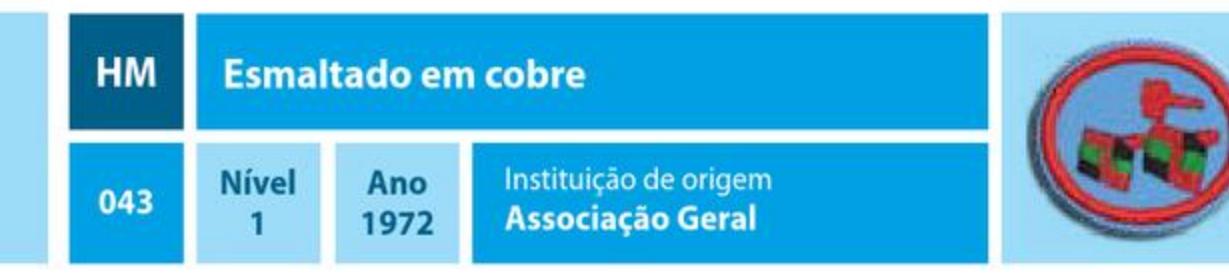 HM
Esmaltado em cobre
043
Nível
1
Ano
1972
Instituição de origem
Associação Geral